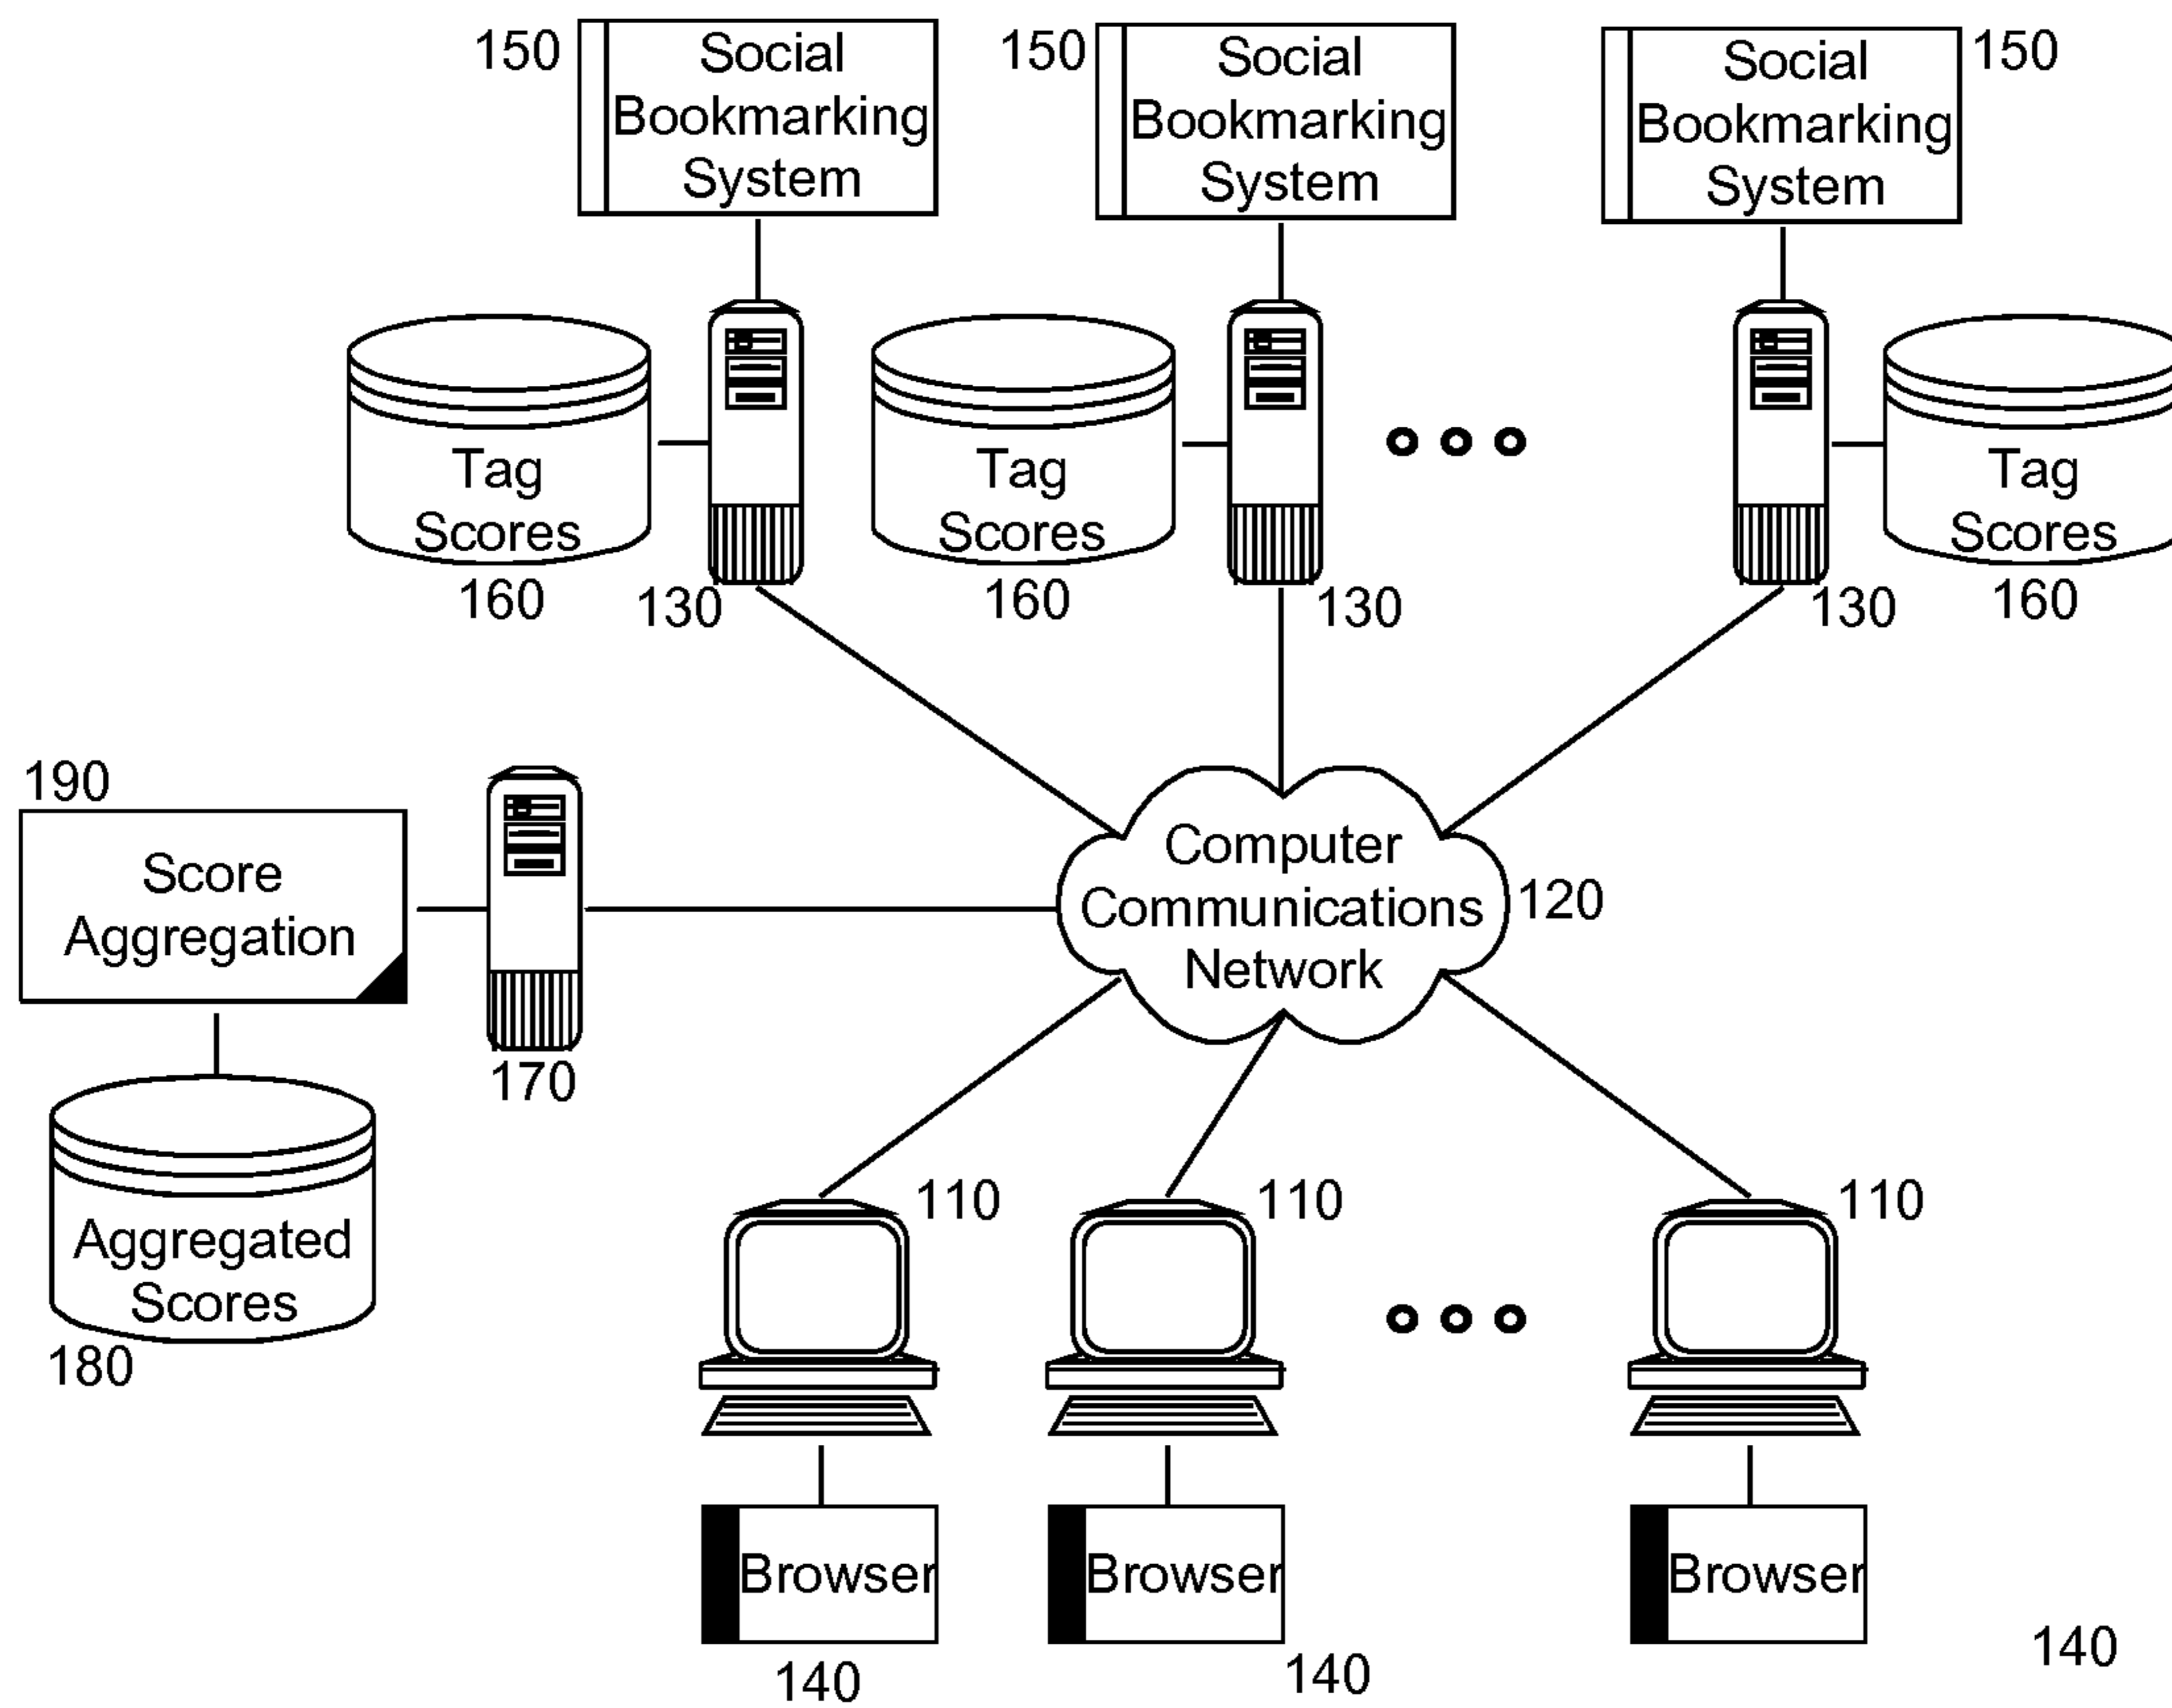 150
Social
Bookmarking
System
150
Social
Bookmarking
System
Social
Bookmarking
System
150
Tag
Scores
160
130
Tag
Scores
160
130
Tag
Scores
160
130
190
Score
Aggregation
170
Computer
Communications
Network
120
Aggregated
Scores
180
110
110
110
Browser
140
Browser
140
Browser
140